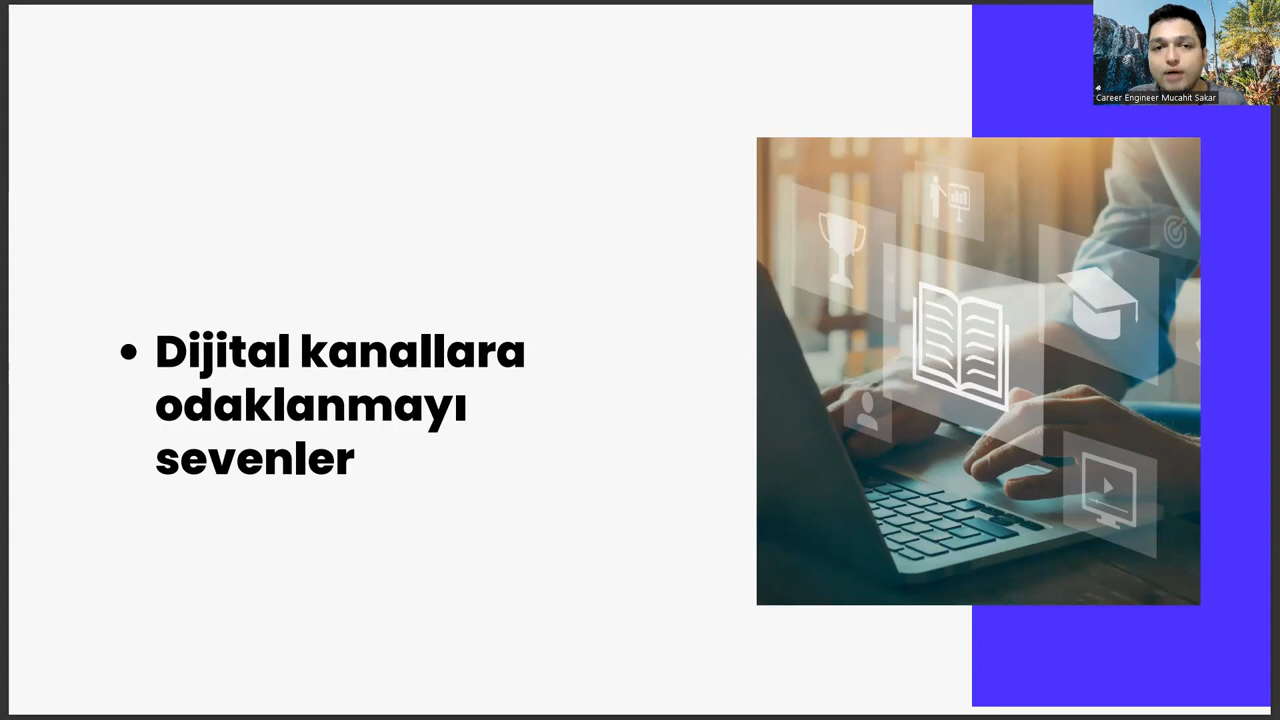 Career Engineer Mucahit Sakar
• Dijital kanallara
odaklanmayı
sevenler